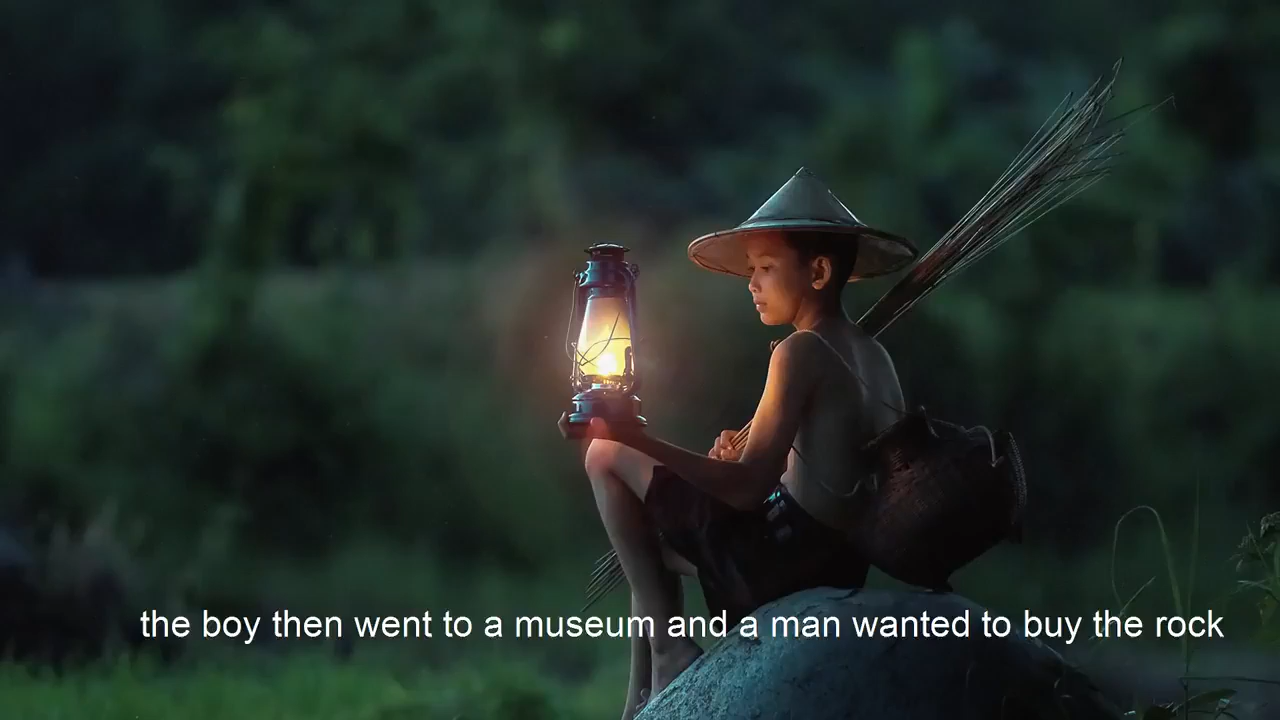 the boy then went to a museum and a man wanted to buy the rock